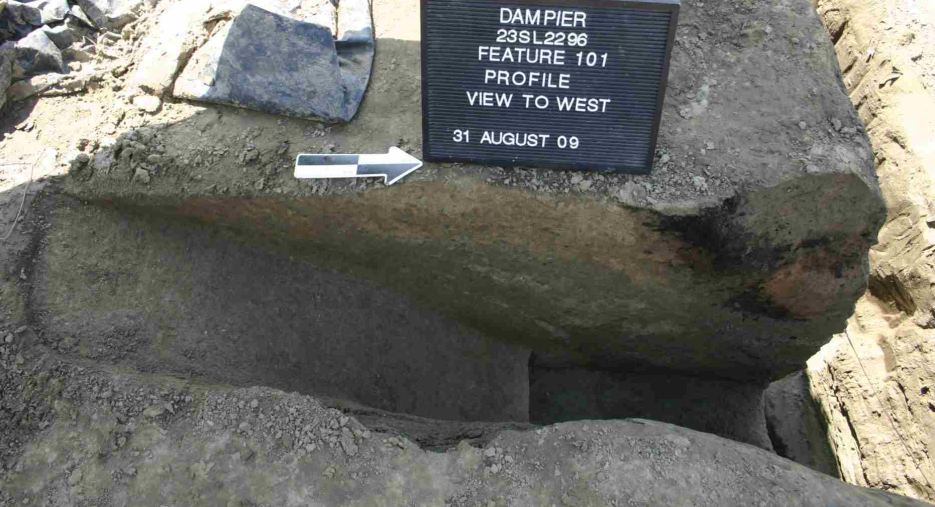 DAMPIER
23SL2296
FEATURE 101
PROFILE
VIEW TO WEST
31 AUGUST 09